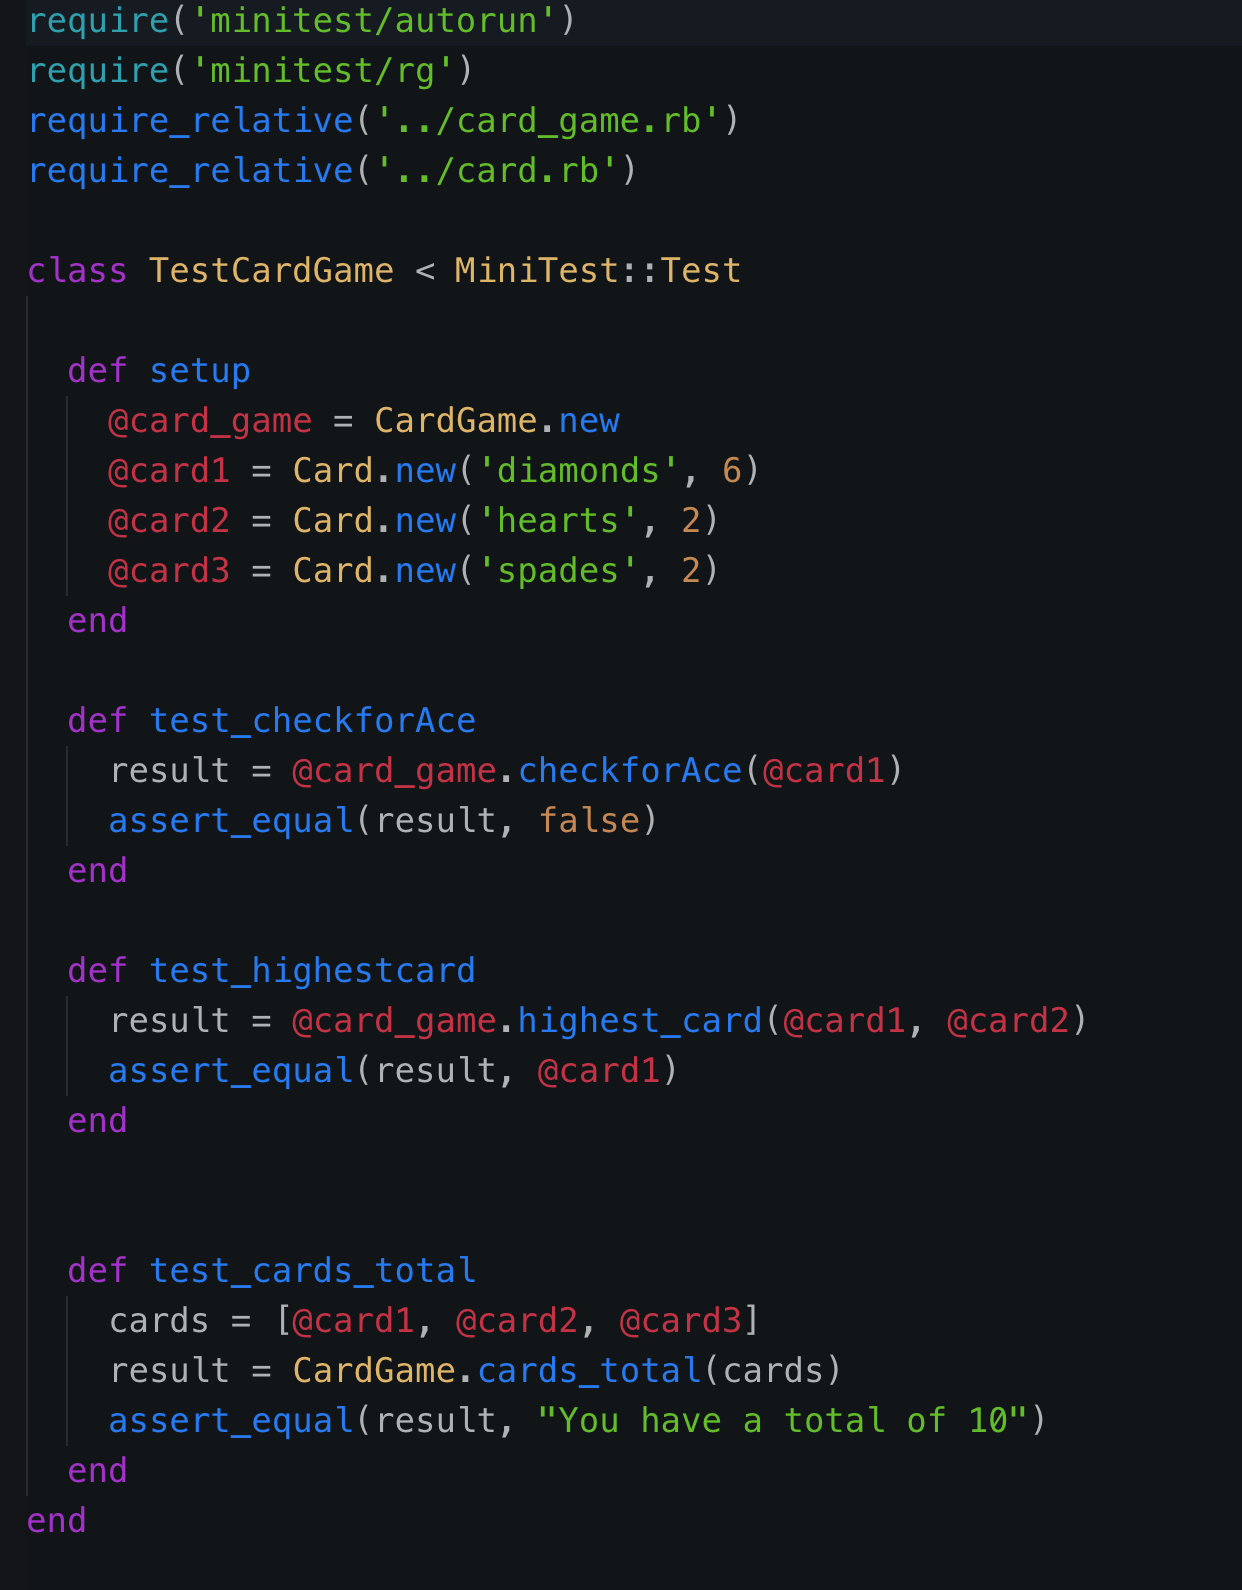 require('minitest/autorun')
require('minitest/rg')
require_relative('../card_game.rb')
require_relative('../card.rb')

class TestCardGame < MiniTest::Test

  def setup
    @card_game = CardGame.new
    @card1 = Card.new('diamonds', 6)
    @card2 = Card.new('hearts', 2)
    @card3 = Card.new('spades', 2)
  end

  def test_checkforAce
    result = @card_game.checkforAce(@card1)
    assert_equal(result, false)
  end

  def test_highestcard
    result = @card_game.highest_card(@card1, @card2)
    assert_equal(result, @card1)
  end


  def test_cards_total
    cards = [@card1, @card2, @card3]
    result = CardGame.cards_total(cards)
    assert_equal(result, "You have a total of 10")
  end
end